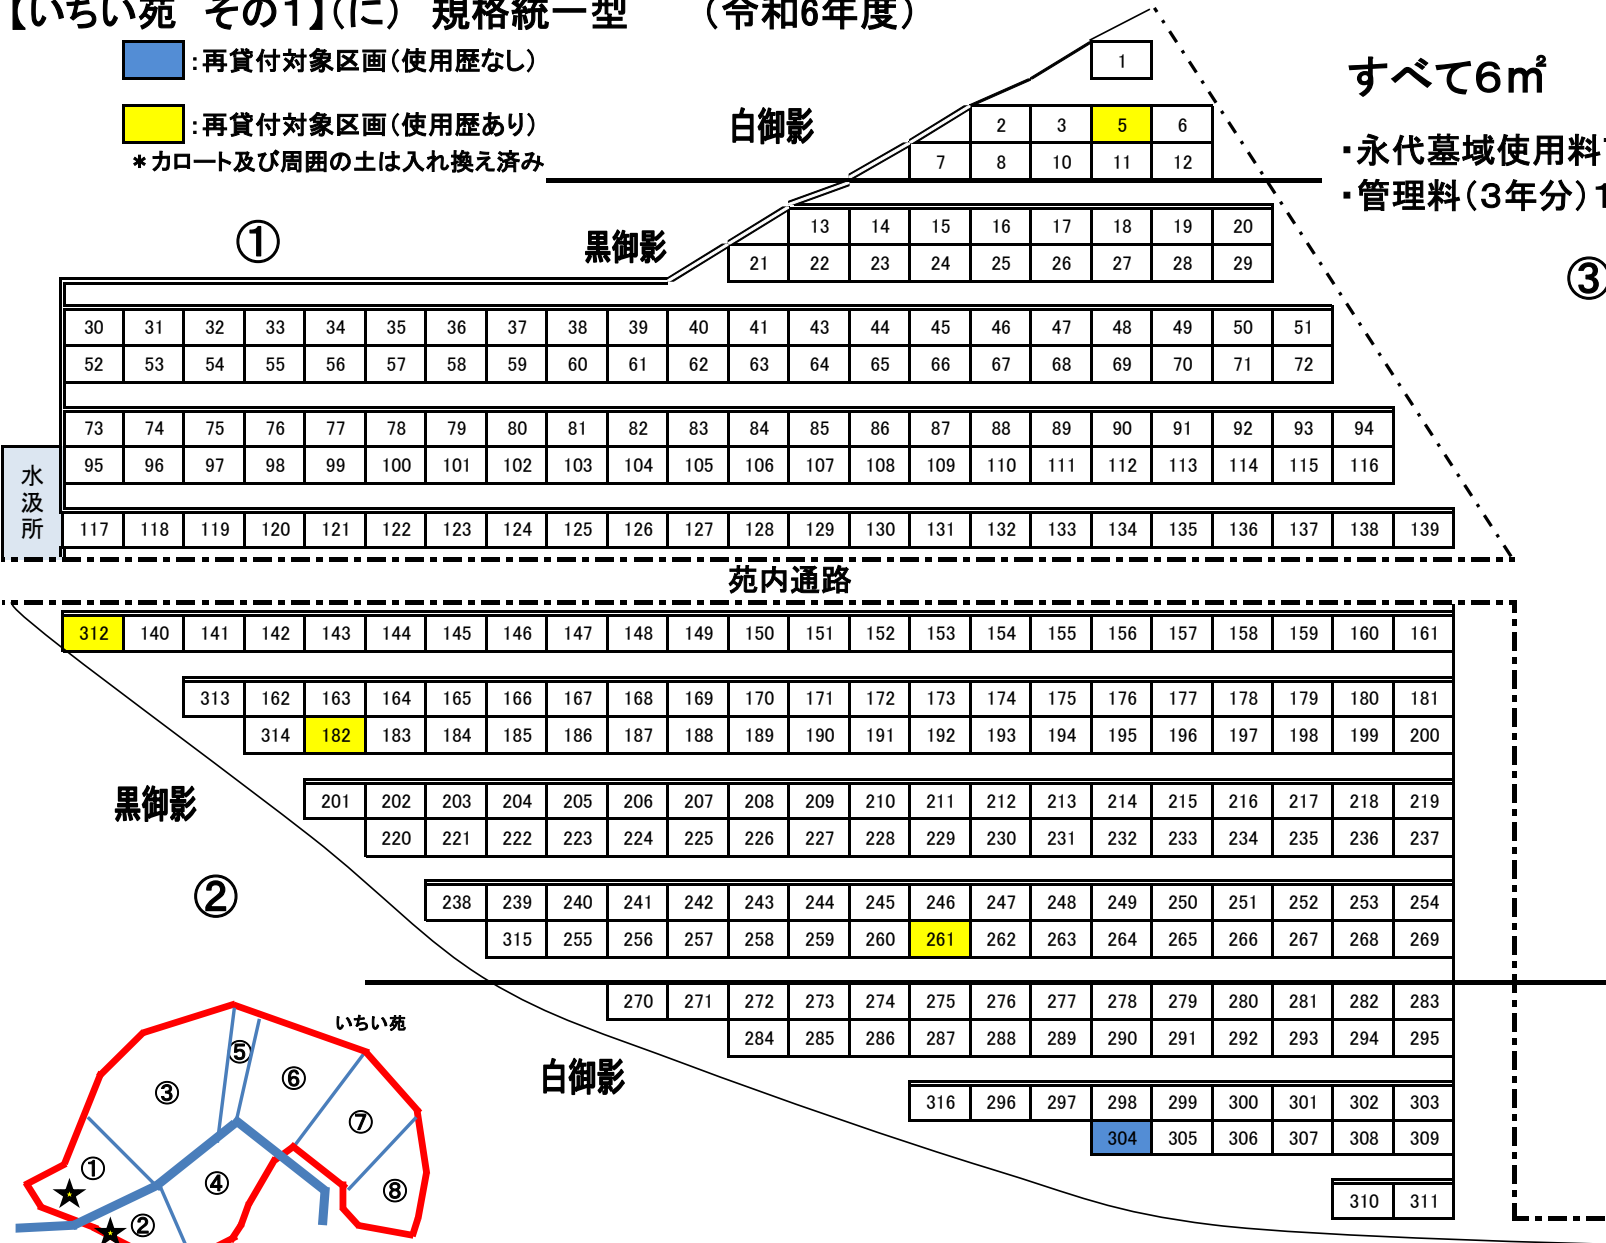 【いちい苑　その１】（に）　規格統一型　　（令和6年度）
：再貸付対象区画（使用歴なし）
：再貸付対象区画（使用歴あり）
＊カロート及び周囲の土は入れ換え済み
すべて６㎡
・永代墓域使用料
・管理料（３年分）１
①
③
白御影
黒御影
1
2 3 5 6
7 8 10 11 12
13 14 15 16 17 18 19 20
21 22 23 24 25 26 27 28 29
30 31 32 33 34 35 36 37 38 39 40 41 43 44 45 46 47 48 49 50 51
52 53 54 55 56 57 58 59 60 61 62 63 64 65 66 67 68 69 70 71 72
73 74 75 76 77 78 79 80 81 82 83 84 85 86 87 88 89 90 91 92 93 94
95 96 97 98 99 100 101 102 103 104 105 106 107 108 109 110 111 112 113 114 115 116
水汲所
117 118 119 120 121 122 123 124 125 126 127 128 129 130 131 132 133 134 135 136 137 138 139
苑内通路
312 140 141 142 143 144 145 146 147 148 149 150 151 152 153 154 155 156 157 158 159 160 161
313 162 163 164 165 166 167 168 169 170 171 172 173 174 175 176 177 178 179 180 181
314 182 183 184 185 186 187 188 189 190 191 192 193 194 195 196 197 198 199 200
黒御影
201 202 203 204 205 206 207 208 209 210 211 212 213 214 215 216 217 218 219
220 221 222 223 224 225 226 227 228 229 230 231 232 233 234 235 236 237
②
238 239 240 241 242 243 244 245 246 247 248 249 250 251 252 253 254
315 255 256 257 258 259 260 261 262 263 264 265 266 267 268 269
270 271 272 273 274 275 276 277 278 279 280 281 282 283
284 285 286 287 288 289 290 291 292 293 294 295
白御影
316 296 297 298 299 300 301 302 303
304 305 306 307 308 309
310 311
いちい苑
⑤
③
⑥
⑦
①
④
⑧
②